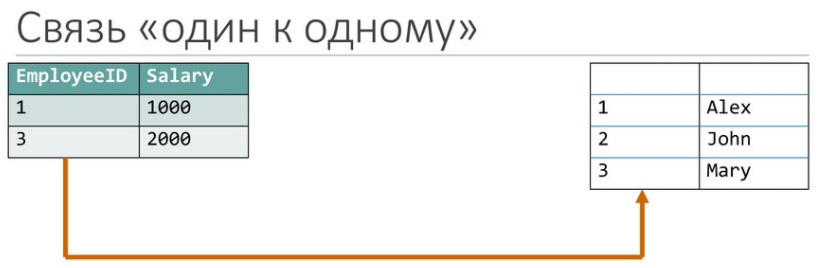 Связь «один к одному»
EmployeeID Salary
1 1000
3 2000
1 Alex
2 John
3 Mary